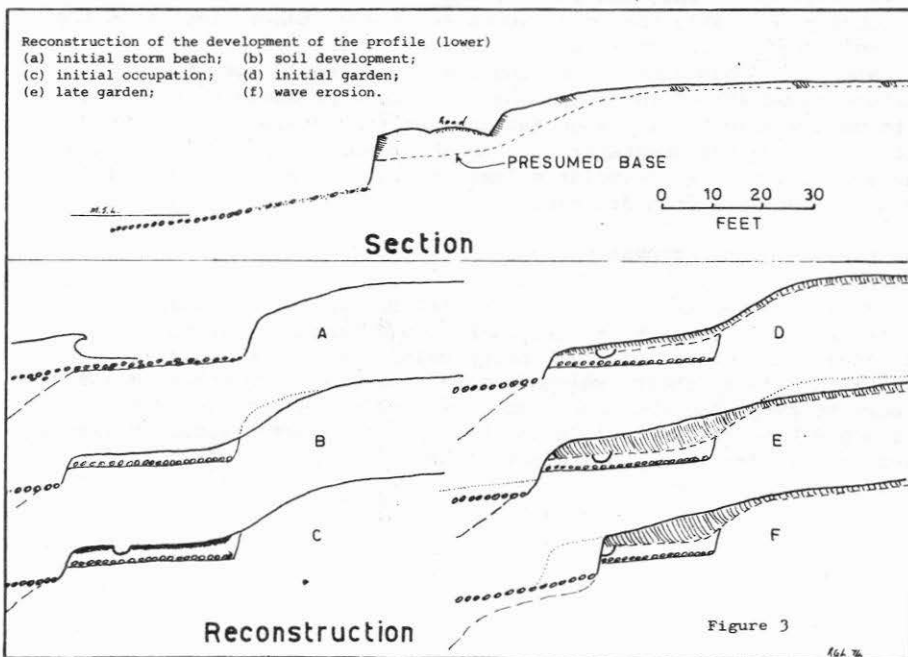 Reconstruction of the development of the profile (lower)
(a) initial storm beach; (b) soil development;
(c) initial occupation; (d) initial garden;
(e) late garden; (f) wave erosion.
Road
PRESUMED BASE
M.S.L.
0 10 20 30
FEET
Section
A
B
C
D
E
F
Reconstruction
Figure 3